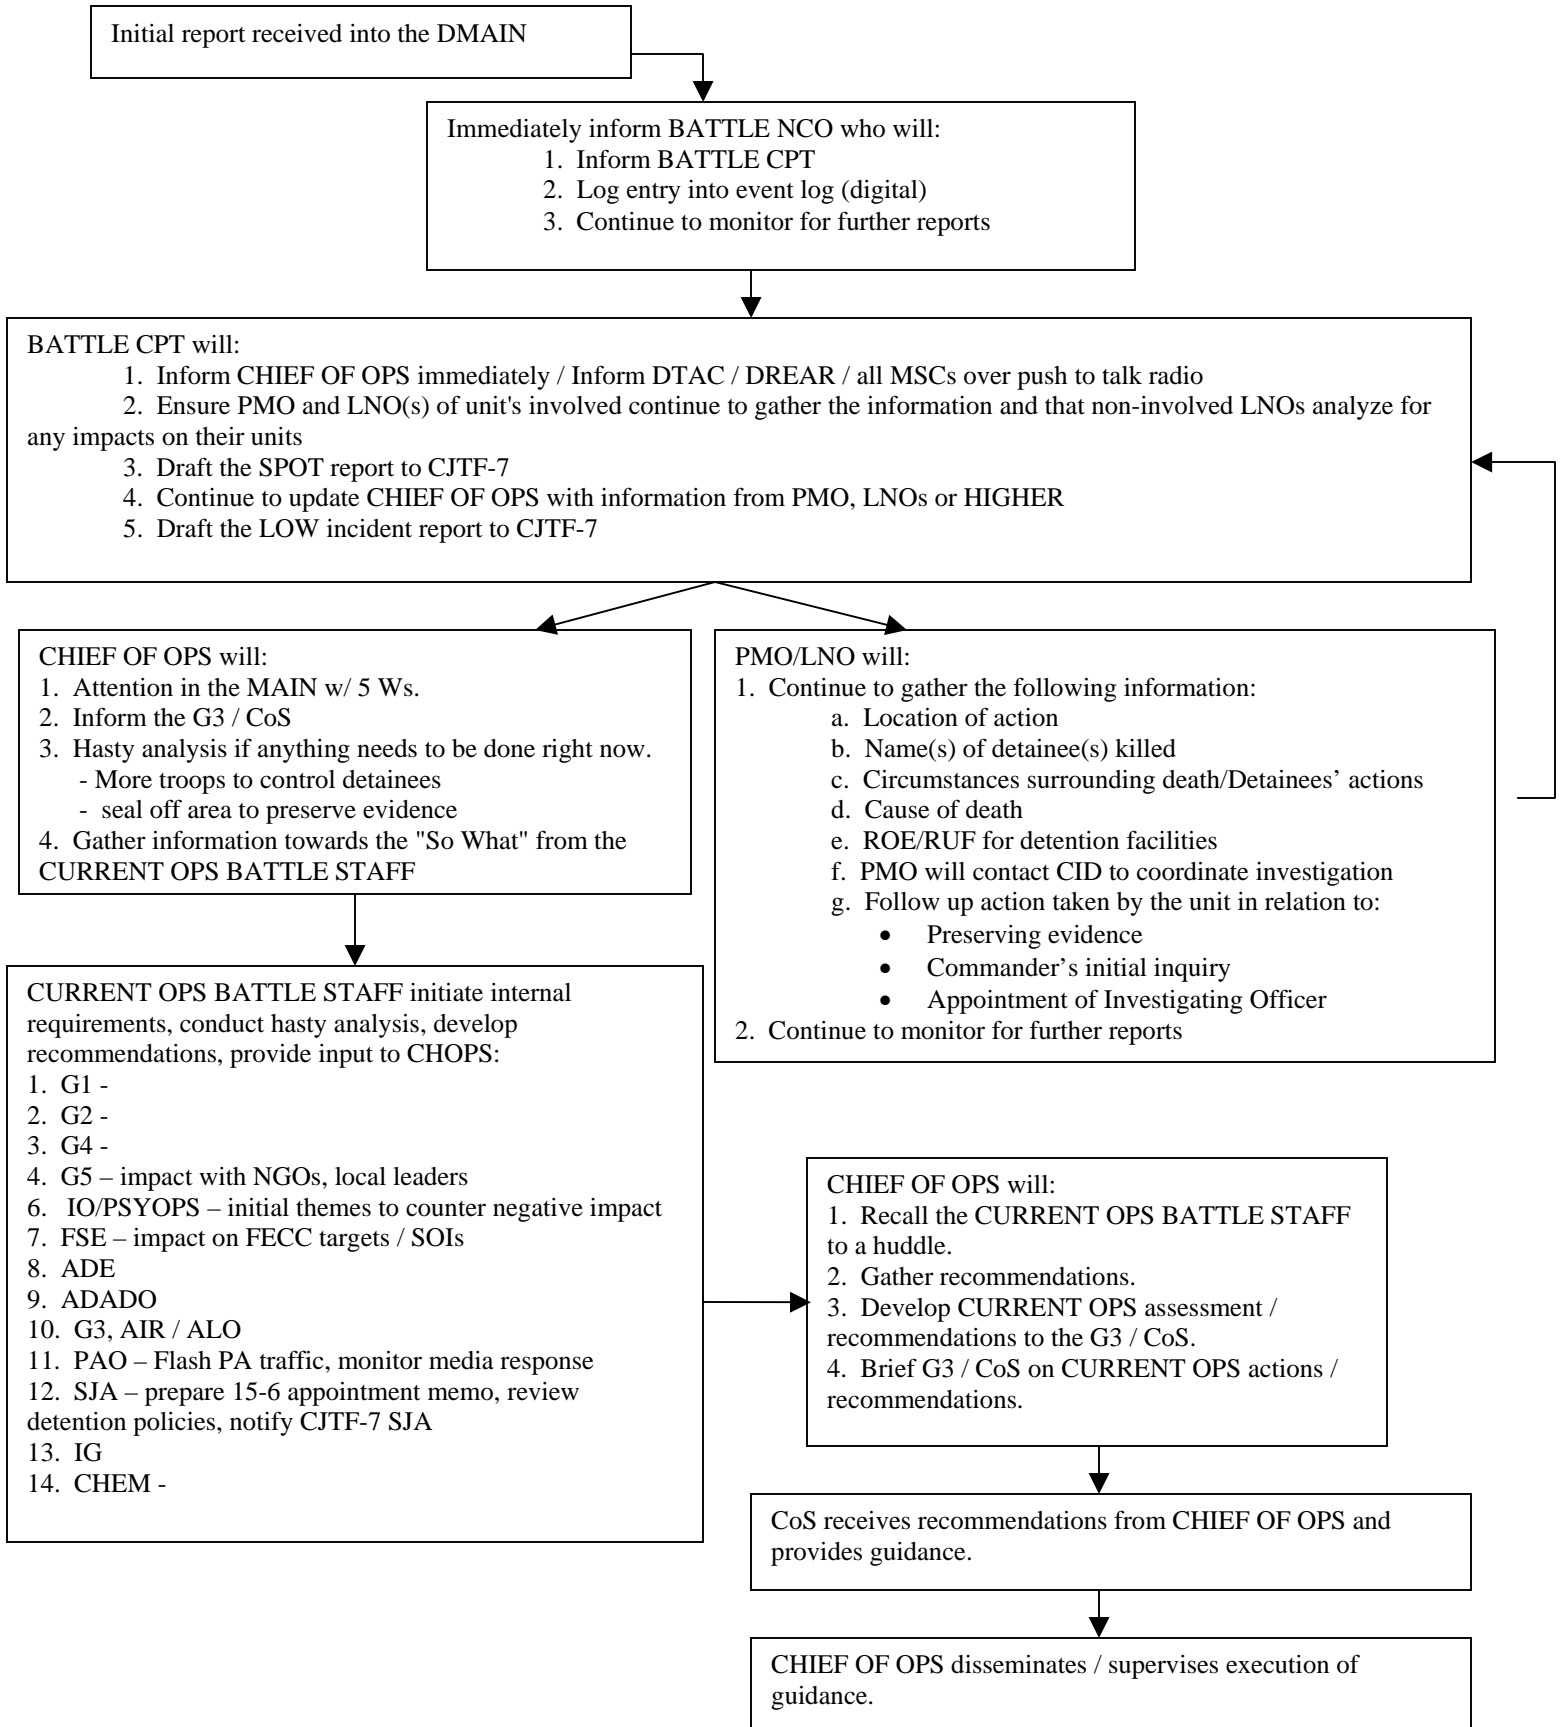 Initial report received into the DMAIN
Immediately inform BATTLE NCO who will:
1. Inform BATTLE CPT
2. Log entry into event log (digital)
3. Continue to monitor for further reports
BATTLE CPT will:
1. Inform CHIEF OF OPS immediately / Inform DTAC / DREAR / all MSCs over push to talk radio
2. Ensure PMO and LNO(s) of unit's involved continue to gather the information and that non-involved LNOs analyze for
any impacts on their units
3. Draft the SPOT report to CJTF-7
4. Continue to update CHIEF OF OPS with information from PMO, LNOs or HIGHER
5. Draft the LOW incident report to CJTF-7
CHIEF OF OPS will:
1. Attention in the MAIN w/ 5 Ws.
2. Inform the G3 / CoS
3. Hasty analysis if anything needs to be done right now.
- More troops to control detainees
- seal off area to preserve evidence
4. Gather information towards the "So What" from the
CURRENT OPS BATTLE STAFF
PMO/LNO will:
1. Continue to gather the following information:
a. Location of action
b. Name(s) of detainee(s) killed
c. Circumstances surrounding death/Detainees’ actions
d. Cause of death
e. ROE/RUF for detention facilities
f. PMO will contact CID to coordinate investigation
g. Follow up action taken by the unit in relation to:
• Preserving evidence
• Commander’s initial inquiry
• Appointment of Investigating Officer
2. Continue to monitor for further reports
CURRENT OPS BATTLE STAFF initiate internal
requirements, conduct hasty analysis, develop
recommendations, provide input to CHOPS:
1. G1 -
2. G2 -
3. G4 -
4. G5 – impact with NGOs, local leaders
6. IO/PSYOPS – initial themes to counter negative impact
7. FSE – impact on FECC targets / SOIs
8. ADE
9. ADADO
10. G3, AIR / ALO
11. PAO – Flash PA traffic, monitor media response
12. SJA – prepare 15-6 appointment memo, review
detention policies, notify CJTF-7 SJA
13. IG
14. CHEM -
CHIEF OF OPS will:
1. Recall the CURRENT OPS BATTLE STAFF
to a huddle.
2. Gather recommendations.
3. Develop CURRENT OPS assessment /
recommendations to the G3 / CoS.
4. Brief G3 / CoS on CURRENT OPS actions /
recommendations.
CoS receives recommendations from CHIEF OF OPS and
provides guidance.
CHIEF OF OPS disseminates / supervises execution of
guidance.